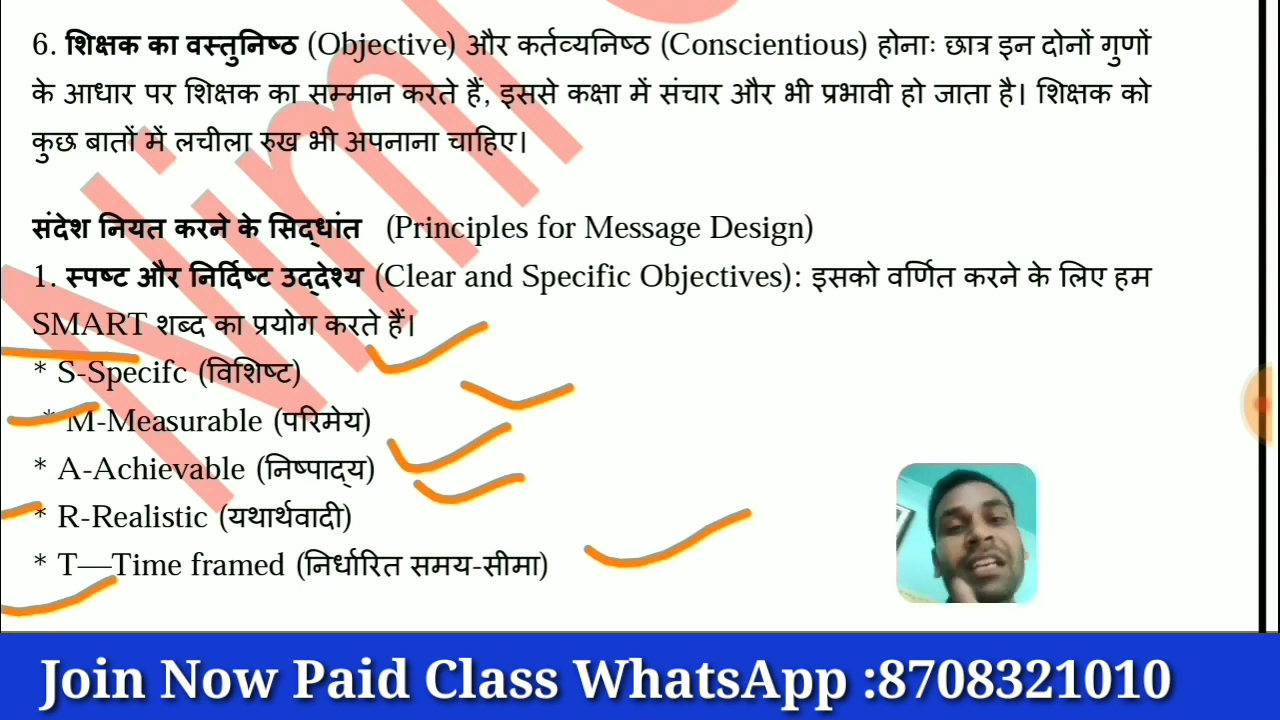 6. शिक्षक का वस्तुनिष्ठ (Objective) और कर्तव्यनिष्ठ (Conscientious) होनाः छात्र इन दोनों गुणों
के आधार पर शिक्षक का सम्मान करते हैं, इससे कक्षा में संचार और भी प्रभावी हो जाता है। शिक्षक को
कुछ बातों में लचीला रुख भी अपनाना चाहिए।
संदेश नियत करने के सिद्धांत (Principles for Message Design)
1. स्पष्ट और निर्दिष्ट उद्देश्य (Clear and Specific Objectives): इसको वर्णित करने के लिए हम
SMART शब्द का प्रयोग करते हैं।
* S-Specifc (विशिष्ट)
* M-Measurable (परिमेय)
* A-Achievable (निष्पाद्य)
* R-Realistic (यथार्थवादी)
* T—Time framed (निर्धारित समय-सीमा)
Join Now Paid Class WhatsApp :8708321010